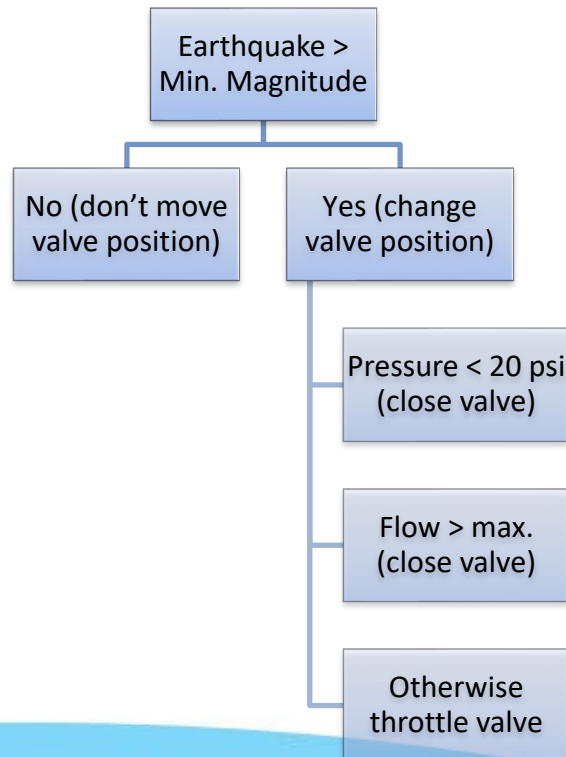 Earthquake >
Min. Magnitude
No (don’t move
valve position)
Yes (change
valve position)
Pressure < 20 psi
(close valve)
Flow > max.
(close valve)
Otherwise
throttle valve